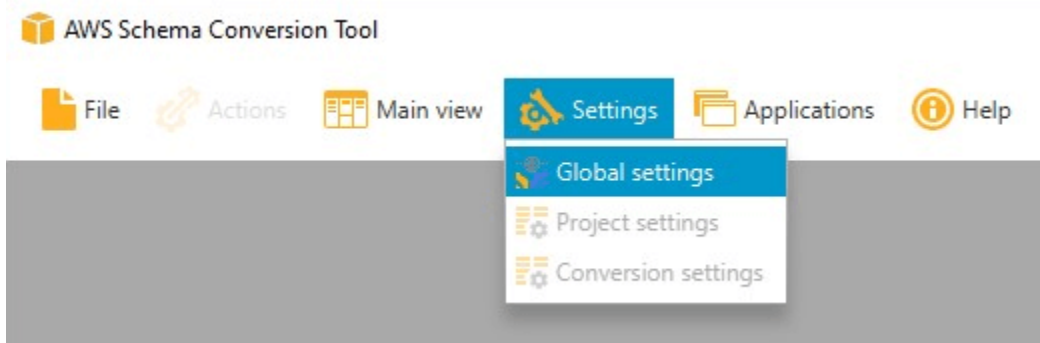 AWS Schema Conversion Tool
File Actions Main view Settings Applications Help
Global settings
Project settings
Conversion settings